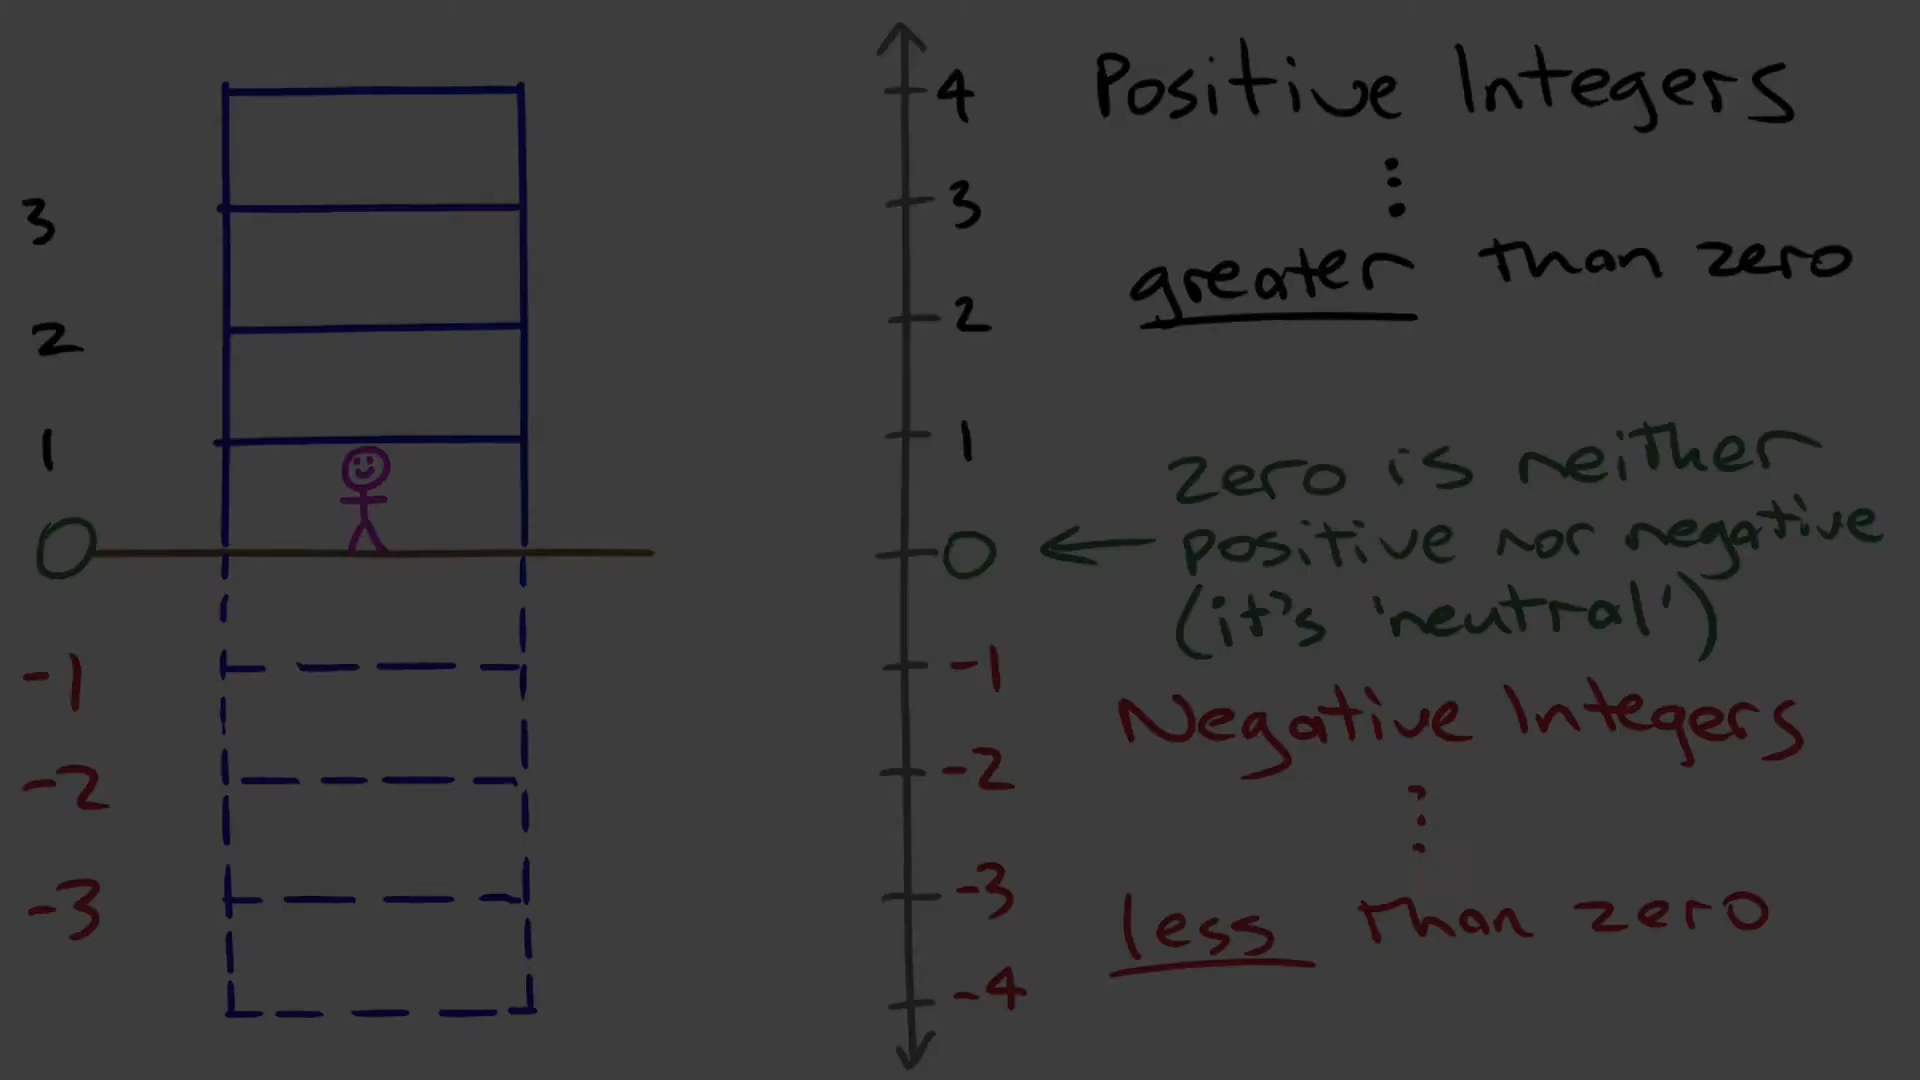 3
2
1
0
-1
-2
-3
4
3
2
1
0
-1
-2
-3
-4
Positive Integers
greater than zero
zero is neither
positive nor negative
(it's 'neutral')
Negative Integers
less than zero